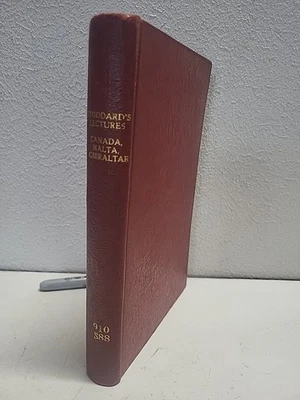 STODDARD'S
LECTURES
CANADA,
MALTA,
GIBRALTAR
910
S88